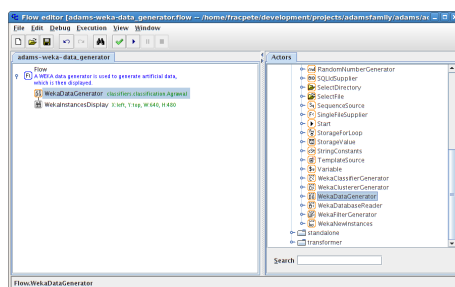 Flow editor [adams-weka-data_generator.flow -- /home/fracpete/development/projects/adamsfamily/adams/ad
File Edit Debug Execution View Window
adams-weka-data_generator
Flow
A WEKA data generator is used to generate artificial data,
which is then displayed.
WekaDataGenerator classifiers.classification.Agrawal
WekaInstancesDisplay X:left, Y:top, W:640, H:480
Actors
RandomNumberGenerator
SQLIdSupplier
SelectDirectory
SelectFile
SequenceSource
SingleFileSupplier
Start
StorageForLoop
StorageValue
StringConstants
TemplateSource
Variable
WekaClassifierGenerator
WekaClustererGenerator
WekaDataGenerator
WekaDatabaseReader
WekaFilterGenerator
WekaNewInstances
standalone
transformer
Search
Flow.WekaDataGenerator